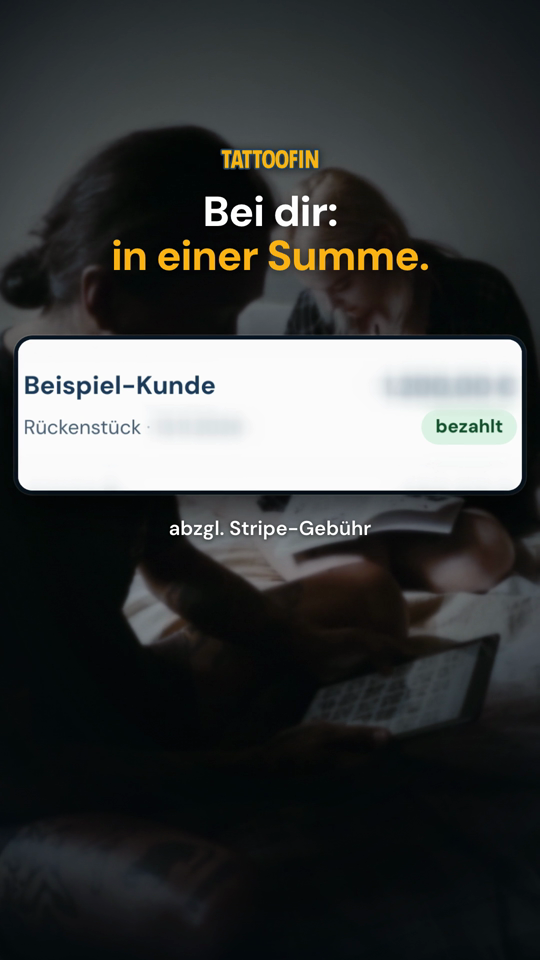 TATTOOFIN
Bei dir:
in einer Summe.
Beispiel-Kunde
Rückenstück ·
bezahlt
abzgl. Stripe-Gebühr